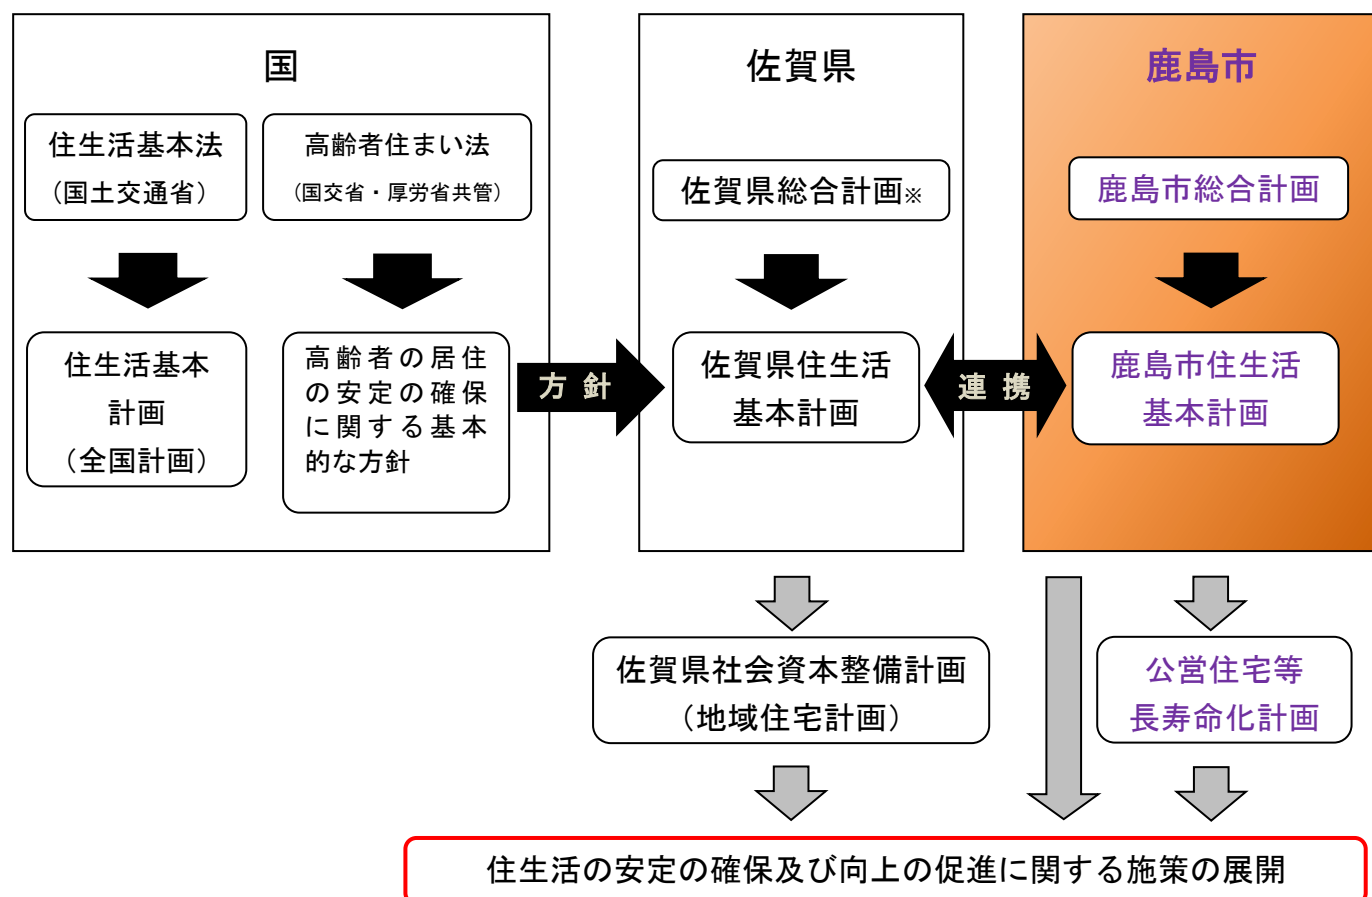 国
住生活基本法
（国土交通省）
高齢者住まい法
（国交省・厚労省共管）
住生活基本
計画
（全国計画）
高齢者の居住
の安定の確保
に関する基本
的な方針
方針
佐賀県
佐賀県総合計画※
佐賀県住生活
基本計画
連携
鹿島市
鹿島市総合計画
鹿島市住生活
基本計画
佐賀県社会資本整備計画
（地域住宅計画）
公営住宅等
長寿命化計画
住生活の安定の確保及び向上の促進に関する施策の展開